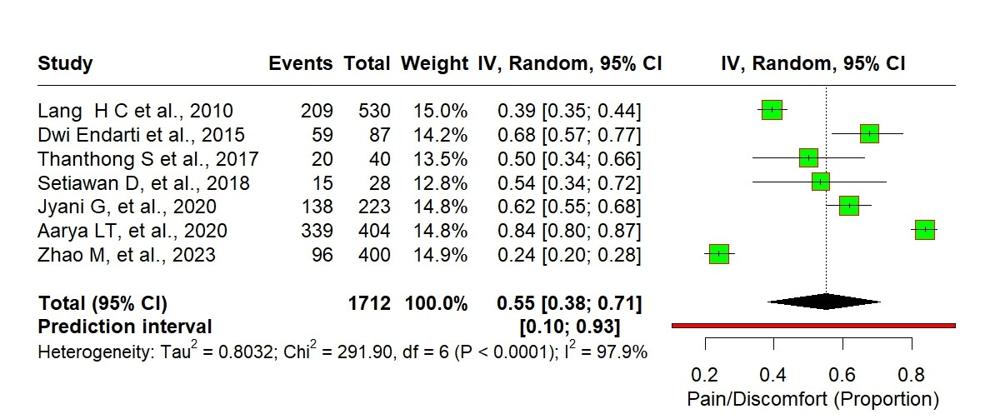 Study Events Total Weight IV, Random, 95% CI IV, Random, 95% CI
Lang H C et al., 2010 209 530 15.0% 0.39 [0.35; 0.44]
Dwi Endarti et al., 2015 59 87 14.2% 0.68 [0.57; 0.77]
Thanthong S et al., 2017 20 40 13.5% 0.50 [0.34; 0.66]
Setiawan D, et al., 2018 15 28 12.8% 0.54 [0.34; 0.72]
Jyani G, et al., 2020 138 223 14.8% 0.62 [0.55; 0.68]
Aarya LT, et al., 2020 339 404 14.8% 0.84 [0.80; 0.87]
Zhao M, et al., 2023 96 400 14.9% 0.24 [0.20; 0.28]
Total (95% CI) 1712 100.0% 0.55 [0.38; 0.71]
Prediction interval [0.10; 0.93]
Heterogeneity: Tau² = 0.8032; Chi² = 291.90, df = 6 (P < 0.0001); I² = 97.9%
0.2 0.4 0.6 0.8
Pain/Discomfort (Proportion)